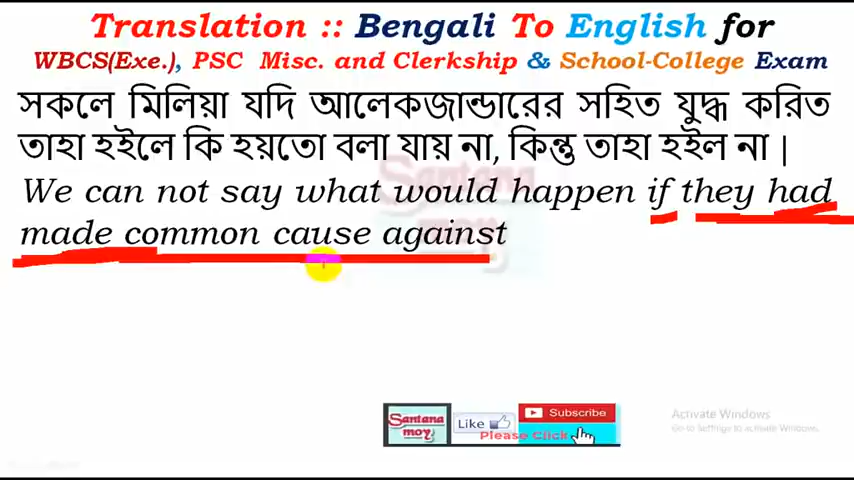 Translation :: Bengali To English for
WBCS(Exe.), PSC Misc. and Clerkship & School-College Exam
সকলে মিলিয়া যদি আলেকজান্ডারের সহিত যুদ্ধ করিত
তাহা হইলে কি হয়তো বলা যায় না, কিন্তু তাহা হইল না |
We can not say what would happen if they had
made common cause against
Santana
moy
Like
Subscribe
Please Click
Activate Windows
Go to Settings to activate Windows.